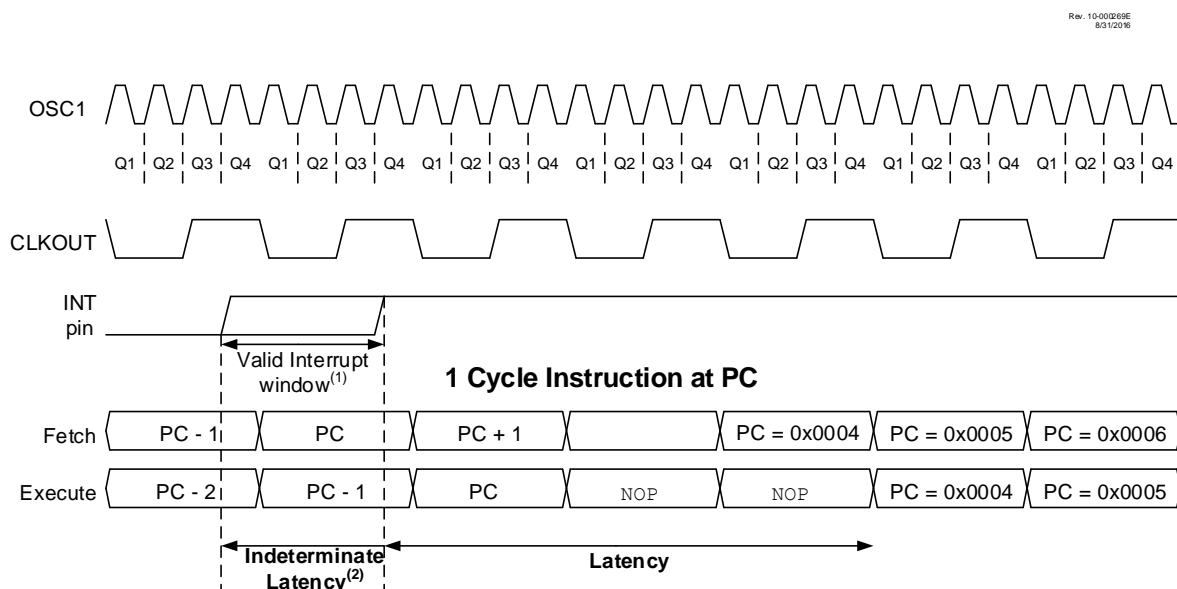 Rev. 10-000269E
8/31/2016
OSC1
Q1 Q2 Q3 Q4 Q1 Q2 Q3 Q4 Q1 Q2 Q3 Q4 Q1 Q2 Q3 Q4 Q1 Q2 Q3 Q4 Q1 Q2 Q3 Q4 Q1 Q2 Q3 Q4
CLKOUT
INT
pin
Valid Interrupt
window(1)
1 Cycle Instruction at PC
Fetch PC - 1 PC PC + 1 PC = 0x0004 PC = 0x0005 PC = 0x0006
Execute PC - 2 PC - 1 PC NOP NOP PC = 0x0004 PC = 0x0005
Indeterminate
Latency(2)
Latency